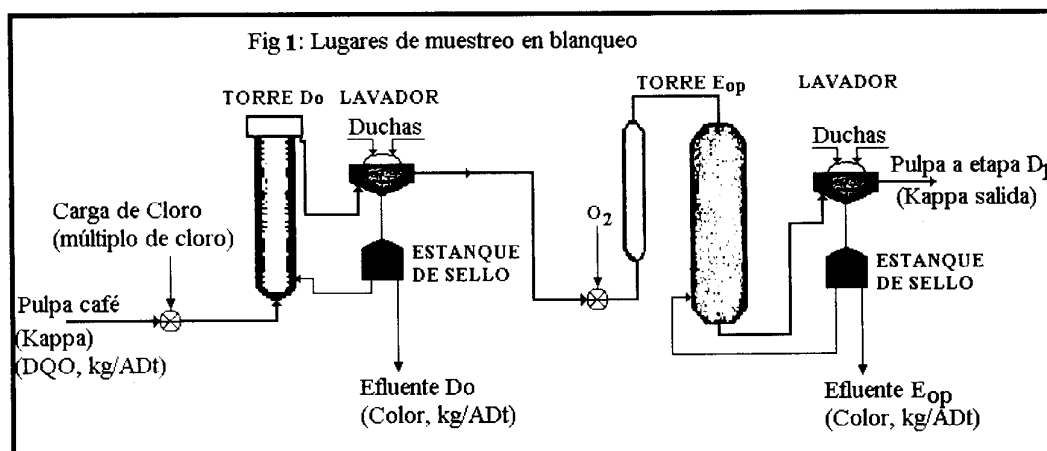 Fig 1: Lugares de muestreo en blanqueo
TORRE Do LAVADOR
Duchas
TORRE Eop
LAVADOR
Duchas
Pulpa a etapa D1
(Kappa salida)
Carga de Cloro
(múltiplo de cloro)
O2
ESTANQUE
DE SELLO
ESTANQUE
DE SELLO
Pulpa café
(Kappa)
(DQO, kg/ADt)
Efluente Do
(Color, kg/ADt)
Efluente Eop
(Color, kg/ADt)